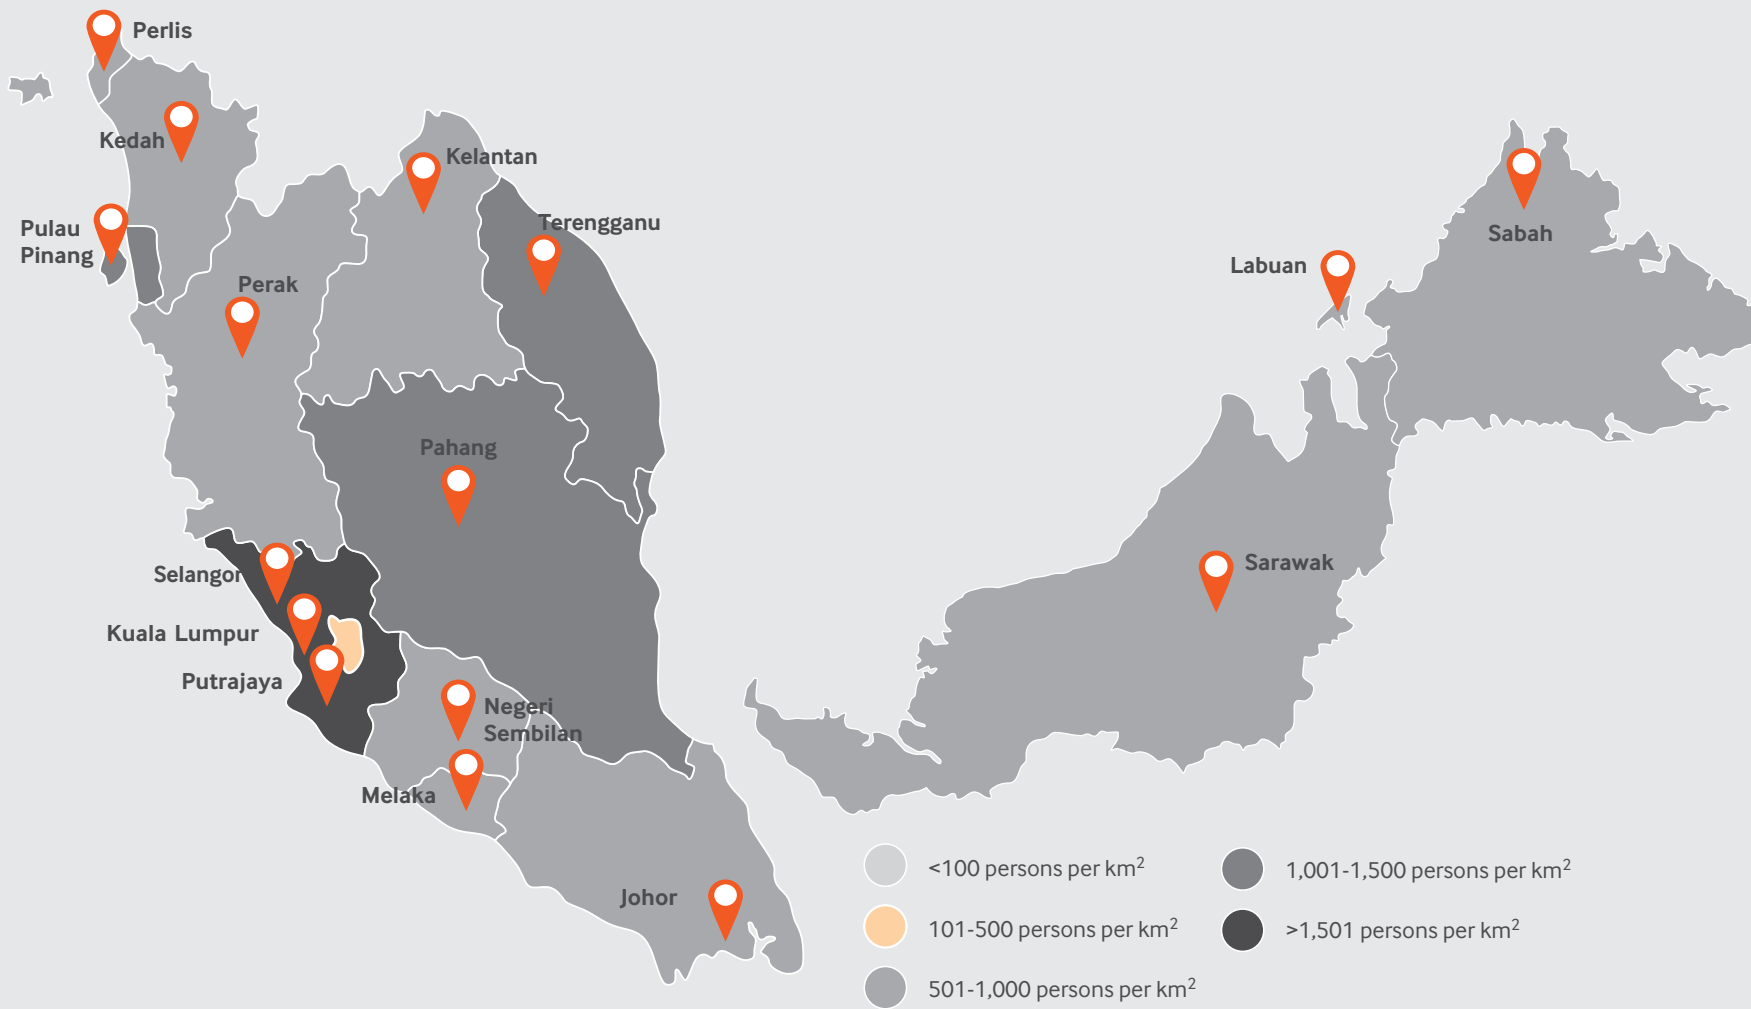 Perlis
Kedah
Kelantan
Pulau
Pinang
Terengganu
Perak
Pahang
Selangor
Kuala Lumpur
Putrajaya
Negeri
Sembilan
Melaka
Johor
Sabah
Labuan
Sarawak
<100 persons per km²
101-500 persons per km²
501-1,000 persons per km²
1,001-1,500 persons per km²
>1,501 persons per km²